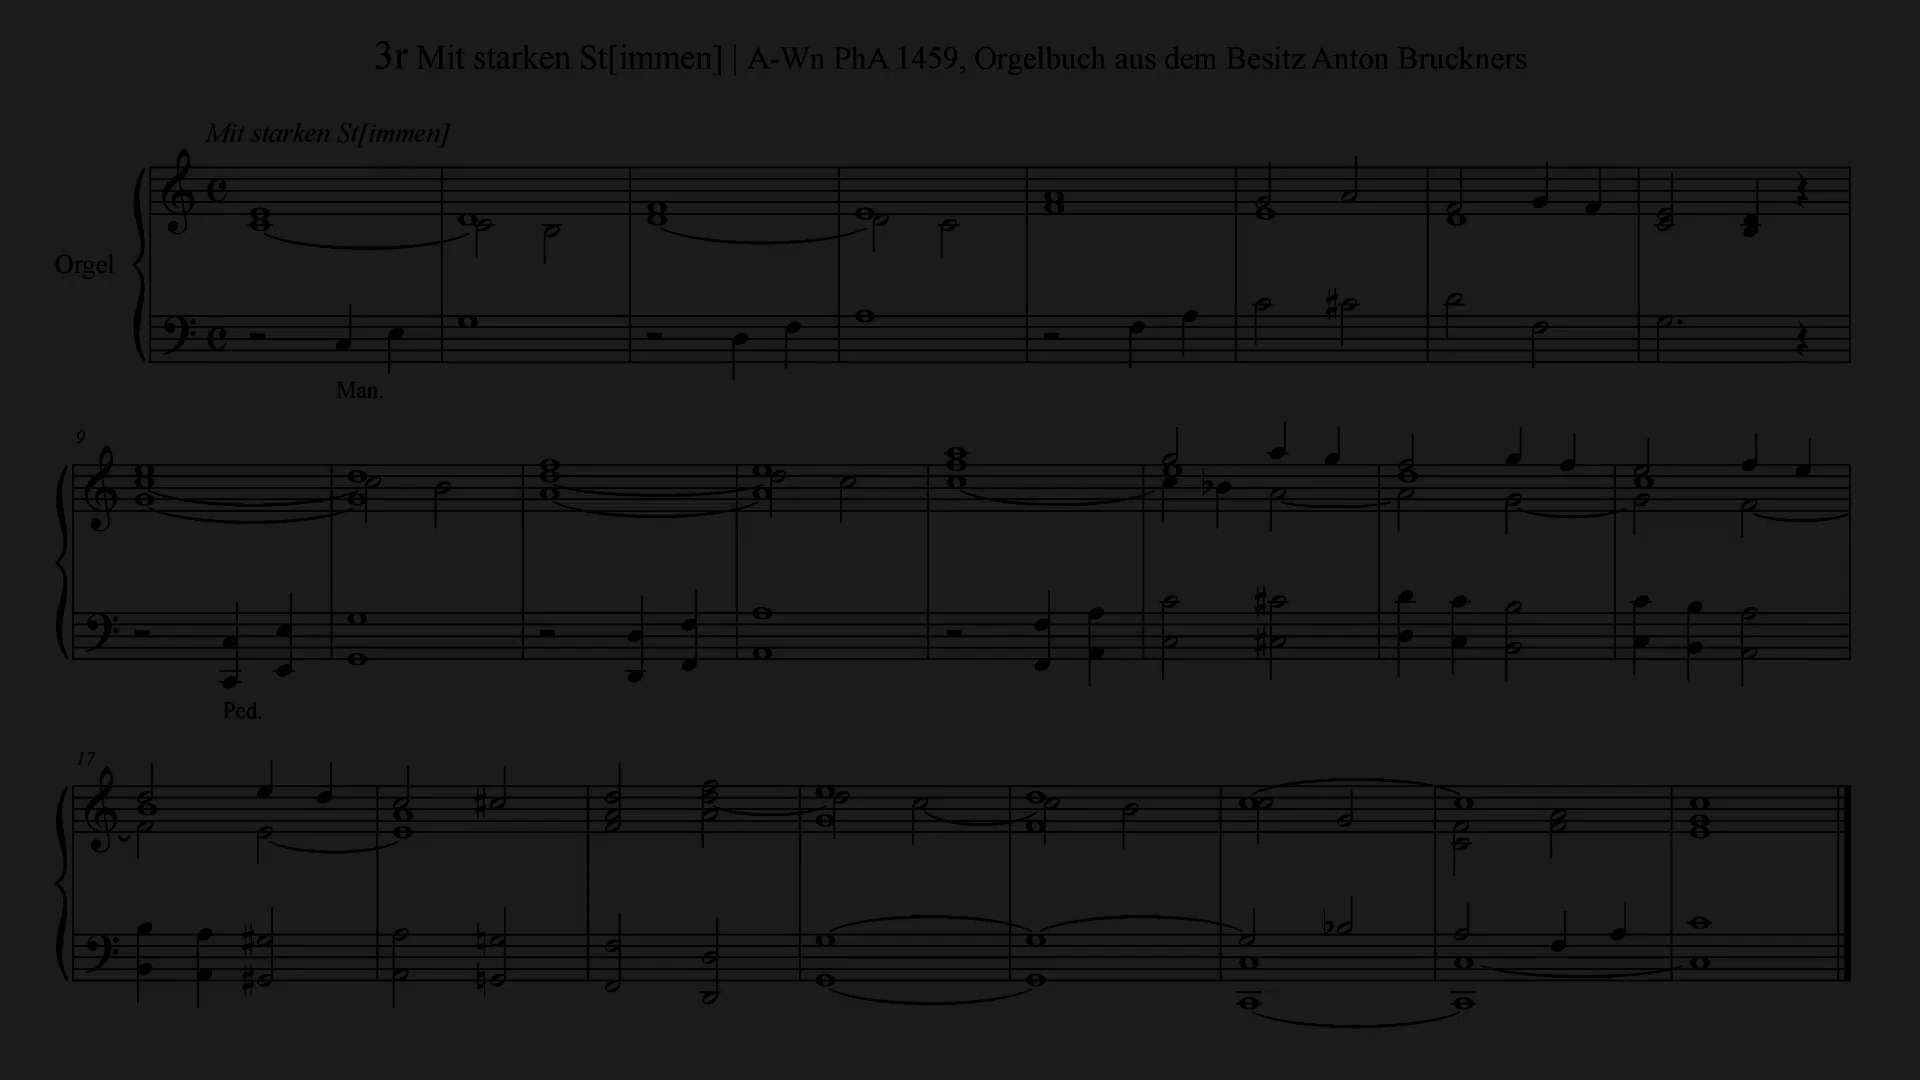 3r Mit starken St[immen] | A-Wn PhA 1459, Orgelbuch aus dem Besitz Anton Bruckners
Mit starken St[immen]
Orgel
Man.
9
Ped.
17